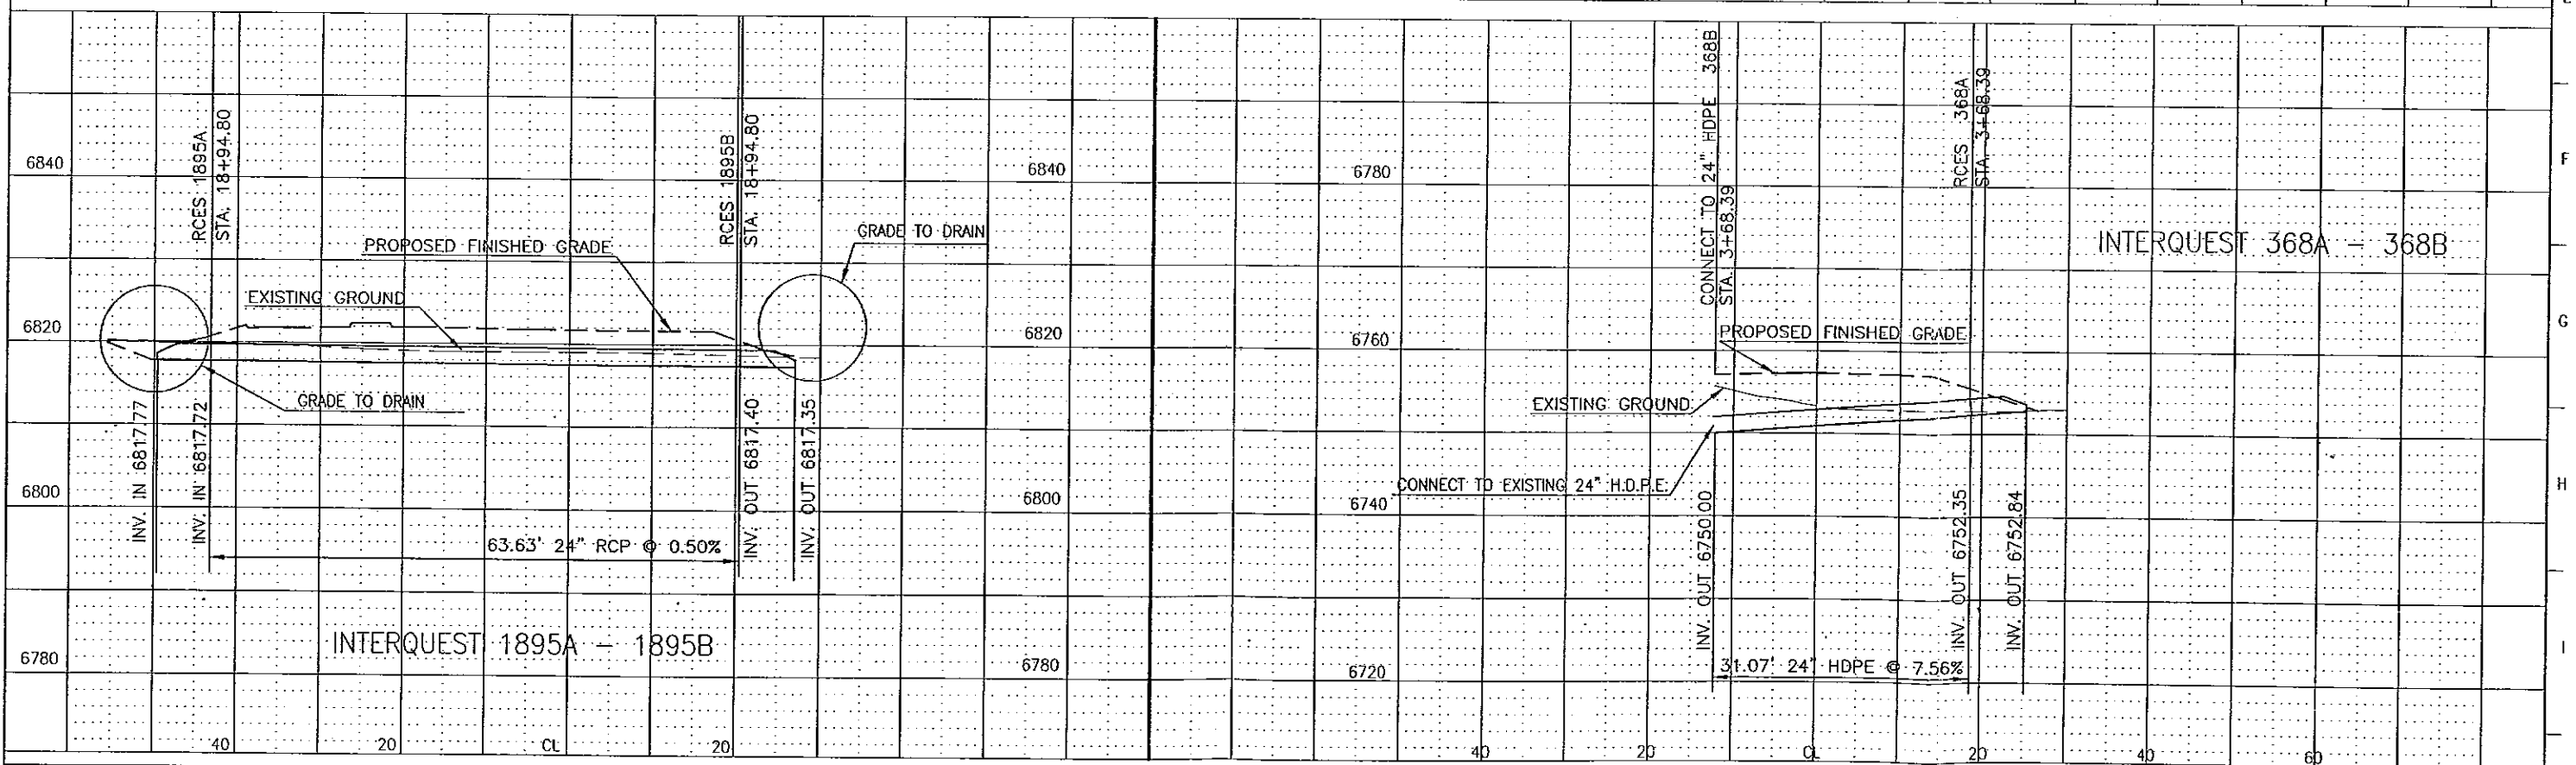 RCES 1895A
STA. 18+94.80
RCES 1895B
STA. 18+94.80
6840
6840
GRADE TO DRAIN
PROPOSED FINISHED GRADE
EXISTING GROUND
6820
6820
GRADE TO DRAIN
INV. IN 6817.77
INV. IN 6817.72
INV. OUT 6817.40
INV. OUT 6817.35
6800
6800
63.63' 24" RCP @ 0.50%
INTERQUEST 1895A - 1895B
6780
6780
40
20
CL
20
CONNECT TO 24" HDPE 368B
STA. 3+68.39
RCES 368A
STA. 3+68.39
6780
INTERQUEST 368A - 368B
6760
PROPOSED FINISHED GRADE
EXISTING GROUND
CONNECT TO EXISTING 24" H.D.P.E.
6740
INV. OUT 6750.00
INV. OUT 6752.35
INV. OUT 6752.84
6720
31.07' 24" HDPE @ 7.56%
40
20
CL
20
40
60
F
G
H
I